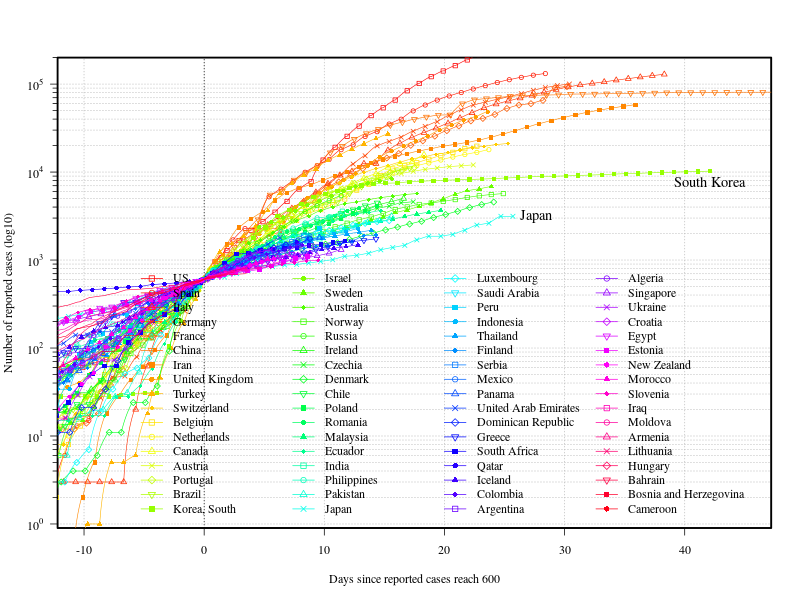 10^5
10^4
10^3
10^2
10^1
10^0
Number of reported cases (log10)
South Korea
Japan
US
Spain
Italy
Germany
France
China
Iran
United Kingdom
Turkey
Switzerland
Belgium
Netherlands
Canada
Austria
Portugal
Brazil
Korea, South
Israel
Sweden
Australia
Norway
Russia
Ireland
Czechia
Denmark
Chile
Poland
Romania
Malaysia
Ecuador
India
Philippines
Pakistan
Japan
Luxembourg
Saudi Arabia
Peru
Indonesia
Thailand
Finland
Serbia
Mexico
Panama
United Arab Emirates
Dominican Republic
Greece
South Africa
Qatar
Iceland
Colombia
Argentina
Algeria
Singapore
Ukraine
Croatia
Egypt
Estonia
New Zealand
Morocco
Slovenia
Iraq
Moldova
Armenia
Lithuania
Hungary
Bahrain
Bosnia and Herzegovina
Cameroon
-10 0 10 20 30 40
Days since reported cases reach 600